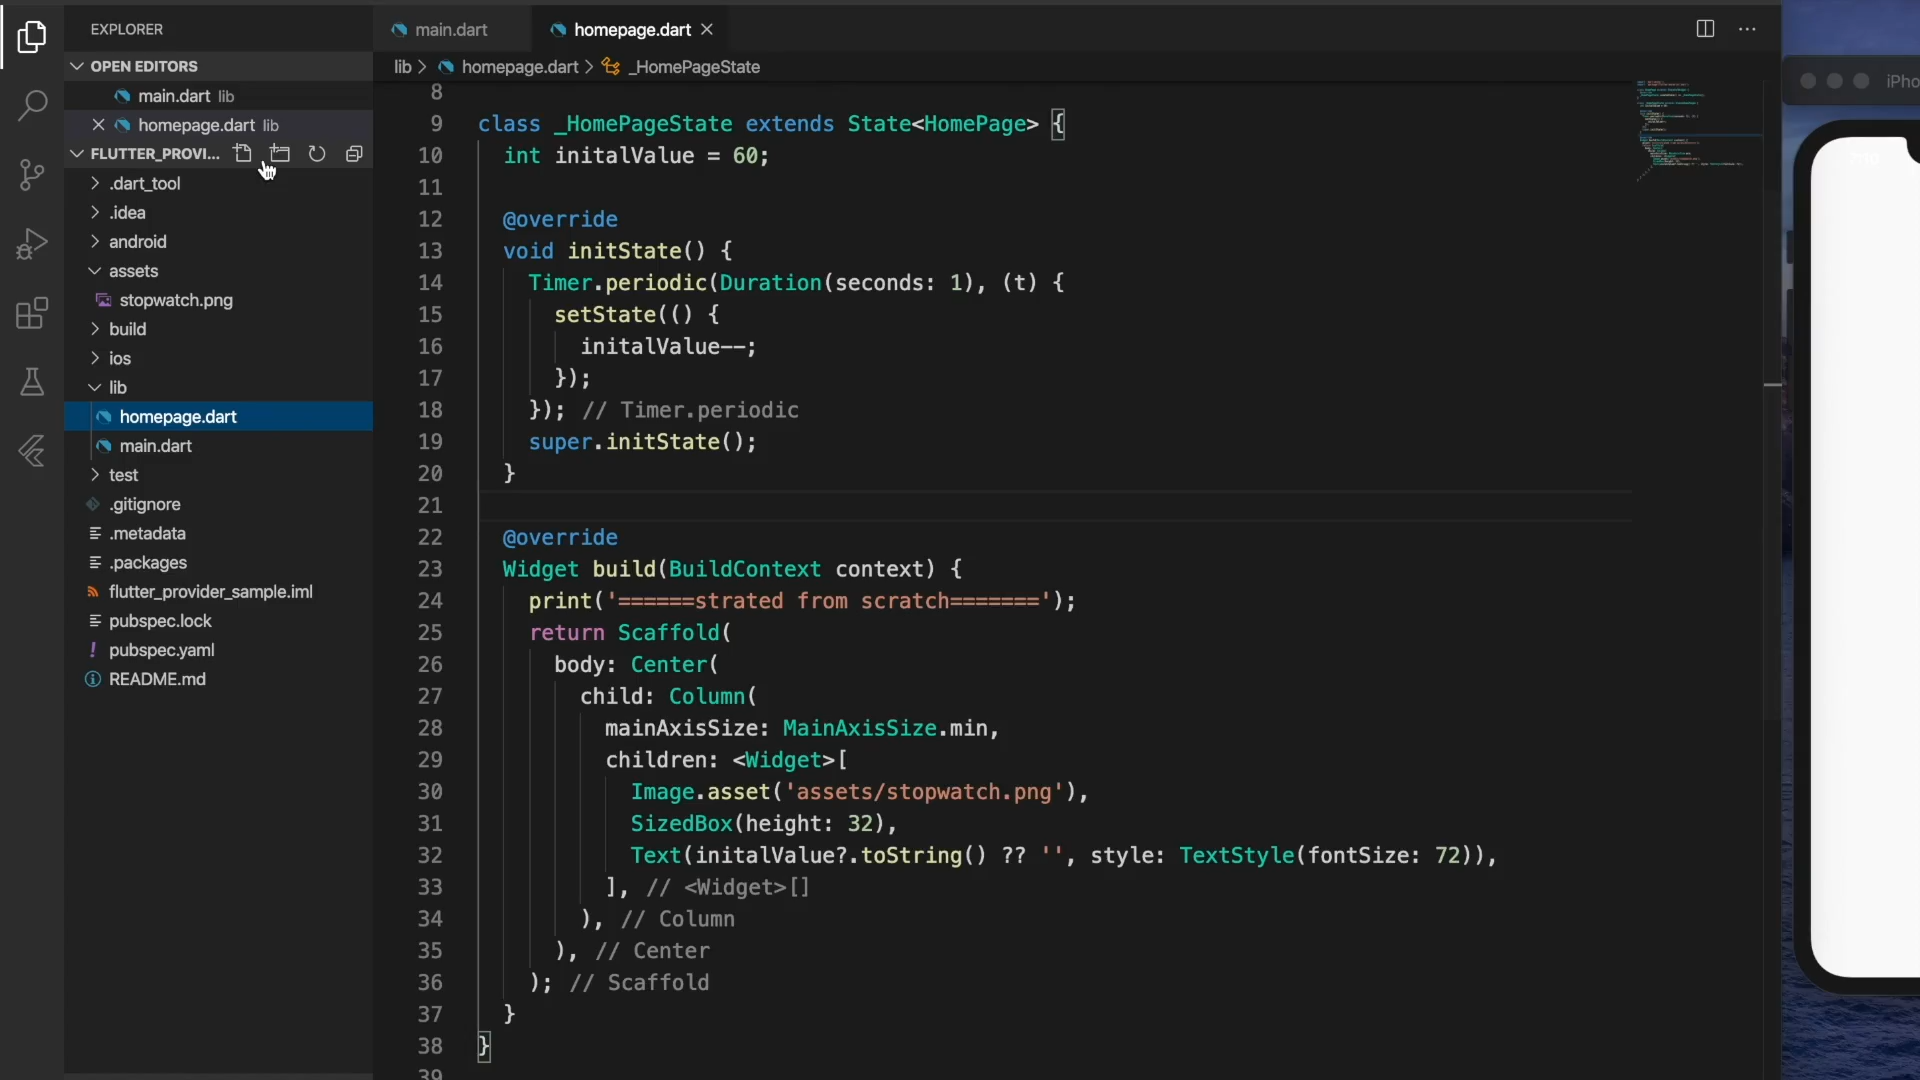 EXPLORER
OPEN EDITORS
main.dart lib
homepage.dart lib
FLUTTER_PROVI...
.dart_tool
.idea
android
assets
stopwatch.png
build
ios
lib
homepage.dart
main.dart
test
.gitignore
.metadata
.packages
flutter_provider_sample.iml
pubspec.lock
pubspec.yaml
README.md
main.dart
homepage.dart
lib > homepage.dart > _HomePageState
8
9 class _HomePageState extends State<HomePage> {
10 int initalValue = 60;
11
12 @override
13 void initState() {
14 Timer.periodic(Duration(seconds: 1), (t) {
15 setState(() {
16 initalValue--;
17 });
18 }); // Timer.periodic
19 super.initState();
20 }
21
22 @override
23 Widget build(BuildContext context) {
24 print('======strated from scratch=======');
25 return Scaffold(
26 body: Center(
27 child: Column(
28 mainAxisSize: MainAxisSize.min,
29 children: <Widget>[
30 Image.asset('assets/stopwatch.png'),
31 SizedBox(height: 32),
32 Text(initalValue?.toString() ?? '', style: TextStyle(fontSize: 72)),
33 ], // <Widget>[]
34 ), // Column
35 ), // Center
36 ); // Scaffold
37 }
38 }
39
iPho